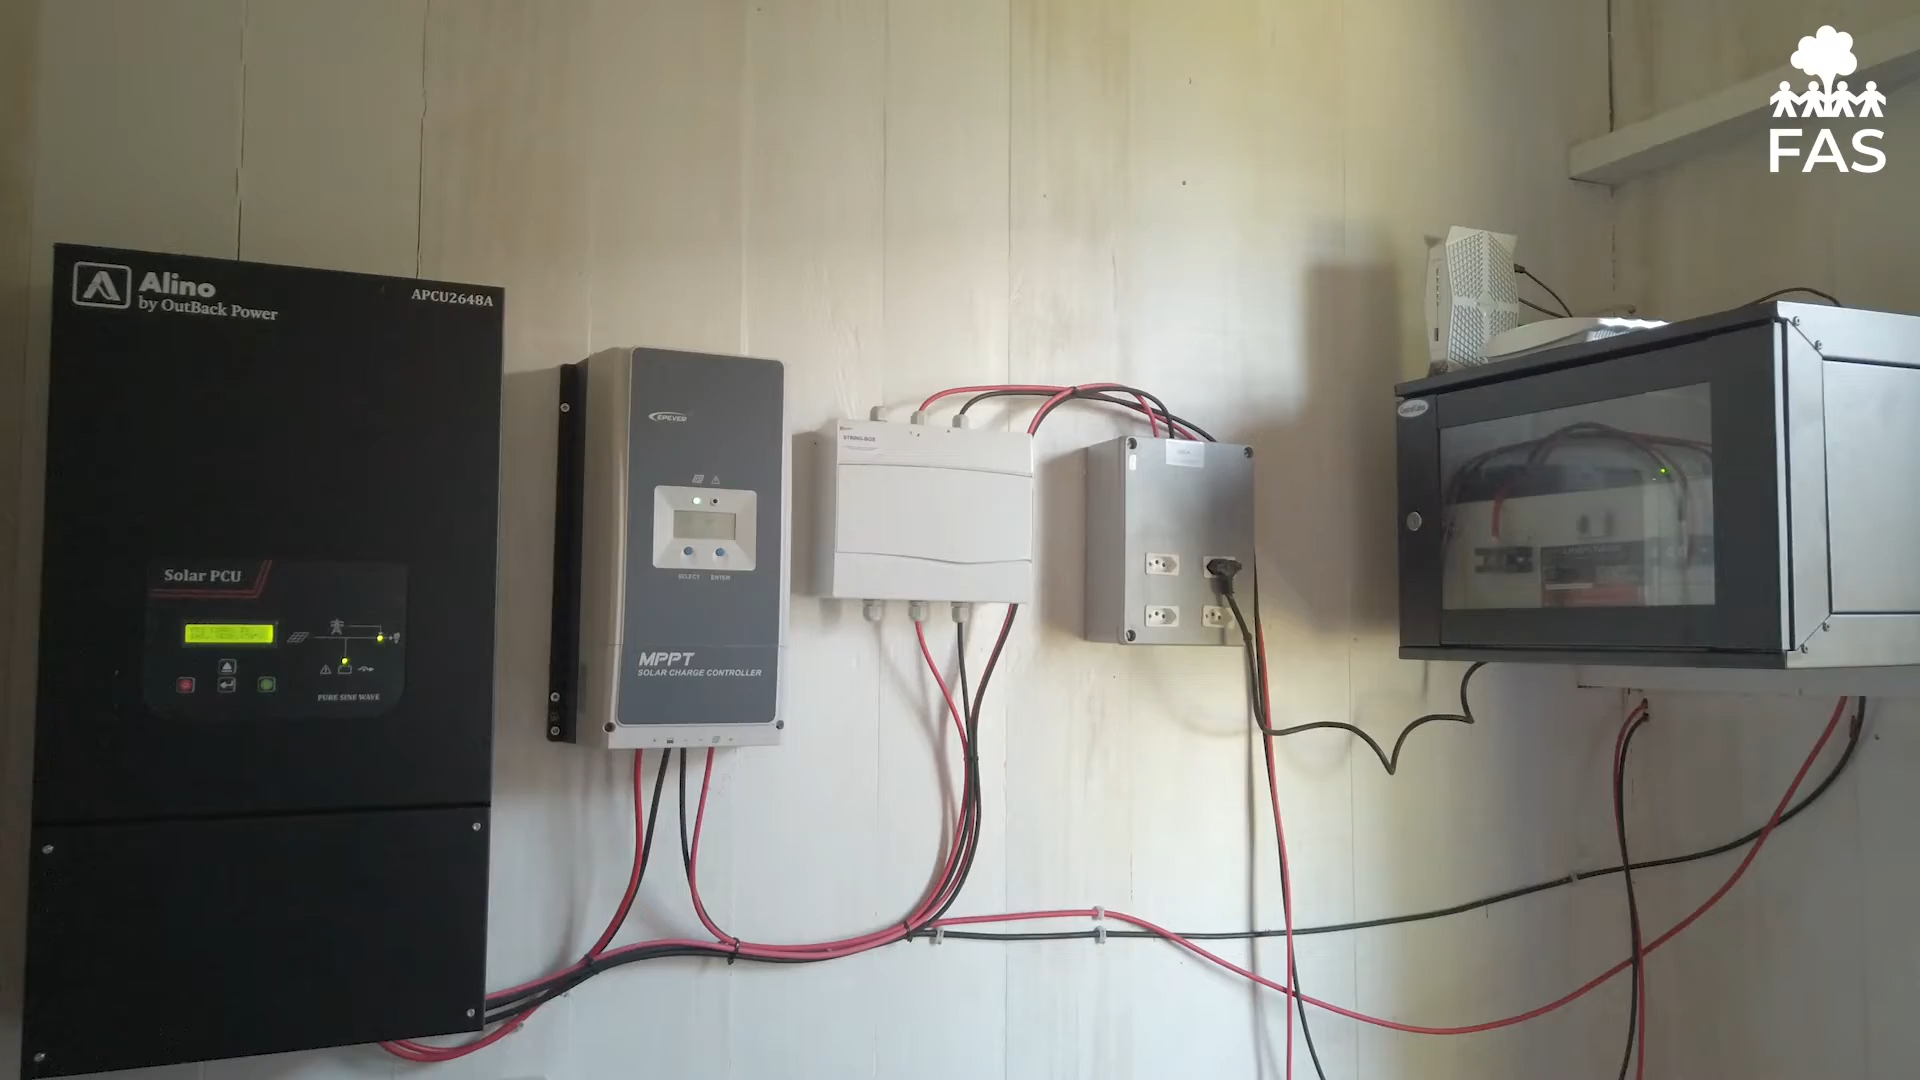 FAS
Alino
by OutBack Power
APCU2648A
EPEVER
STRING-BOX
SELECT
ENTER
Solar PCU
PURE SINE WAVE
MPPT
SOLAR CHARGE CONTROLLER